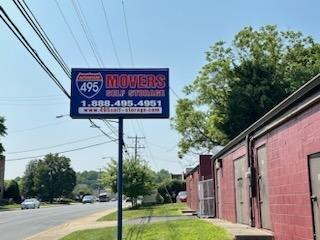 495
MOVERS
SELF STORAGE
1.888.495.4951
www.495self-storage.com